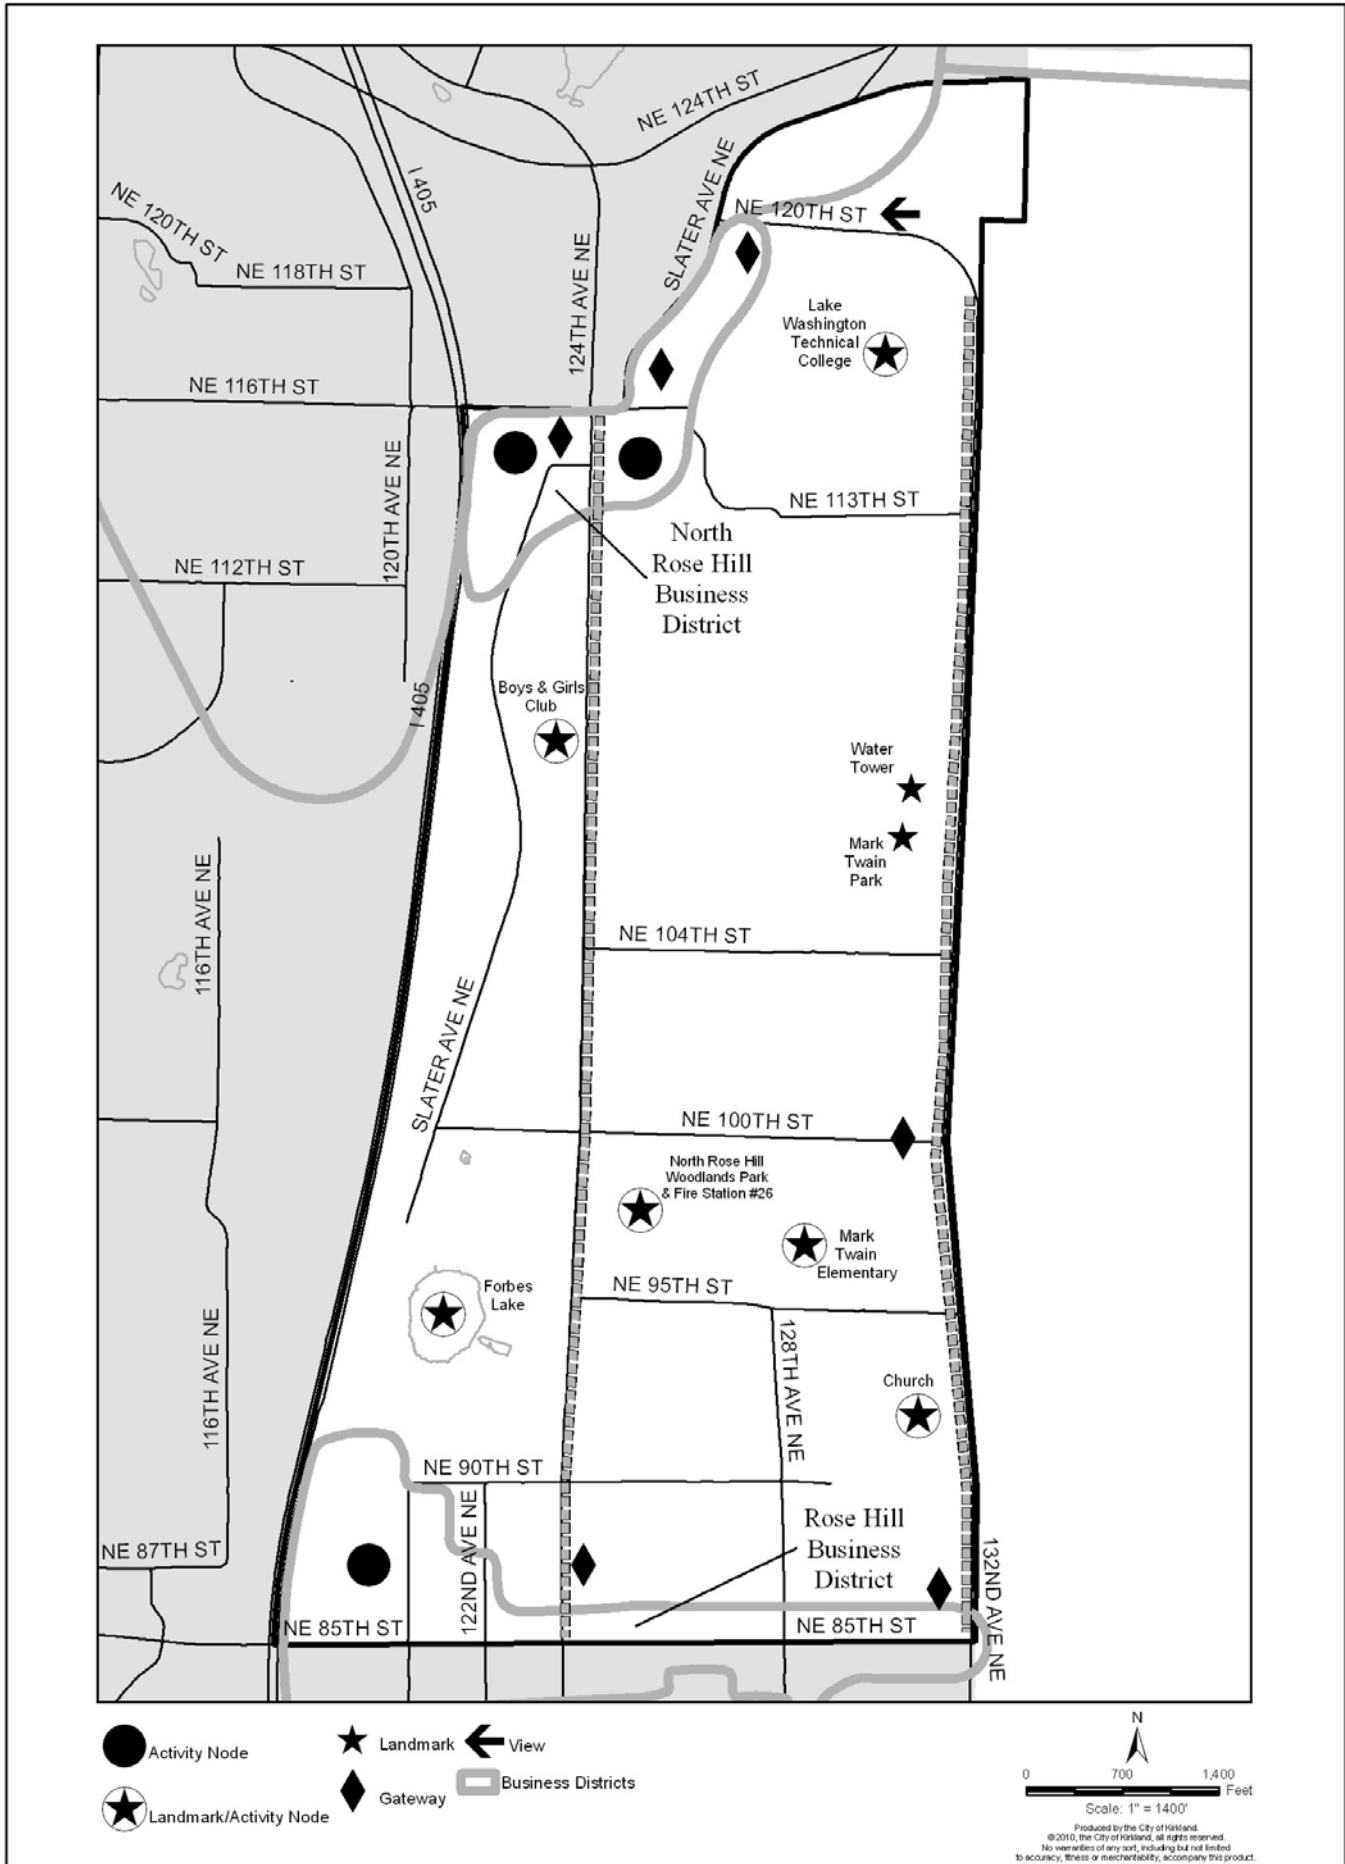 NE 124TH ST
I 405
NE 120TH ST
SLATER AVE NE
NE 120TH ST
NE 118TH ST
124TH AVE NE
Lake
Washington
Technical
College
NE 116TH ST
120TH AVE NE
NE 113TH ST
North
Rose Hill
Business
District
NE 112TH ST
I 405
Boys & Girls
Club
Water
Tower
Mark
Twain
Park
116TH AVE NE
NE 104TH ST
SLATER AVE NE
NE 100TH ST
North Rose Hill
Woodlands Park
& Fire Station #26
Mark
Twain
Elementary
Forbes
Lake
NE 95TH ST
116TH AVE NE
128TH AVE NE
Church
NE 90TH ST
122ND AVE NE
Rose Hill
Business
District
NE 87TH ST
132ND AVE NE
NE 85TH ST
NE 85TH ST
Activity Node
Landmark/Activity Node
Landmark
Gateway
View
Business Districts
N
0 700 1,400
Feet
Scale: 1" = 1400'
Produced by the City of Kirkland.
© 2010, the City of Kirkland, all rights reserved.
No warranties of any sort, including but not limited
to accuracy, fitness or merchantability, accompany this product.